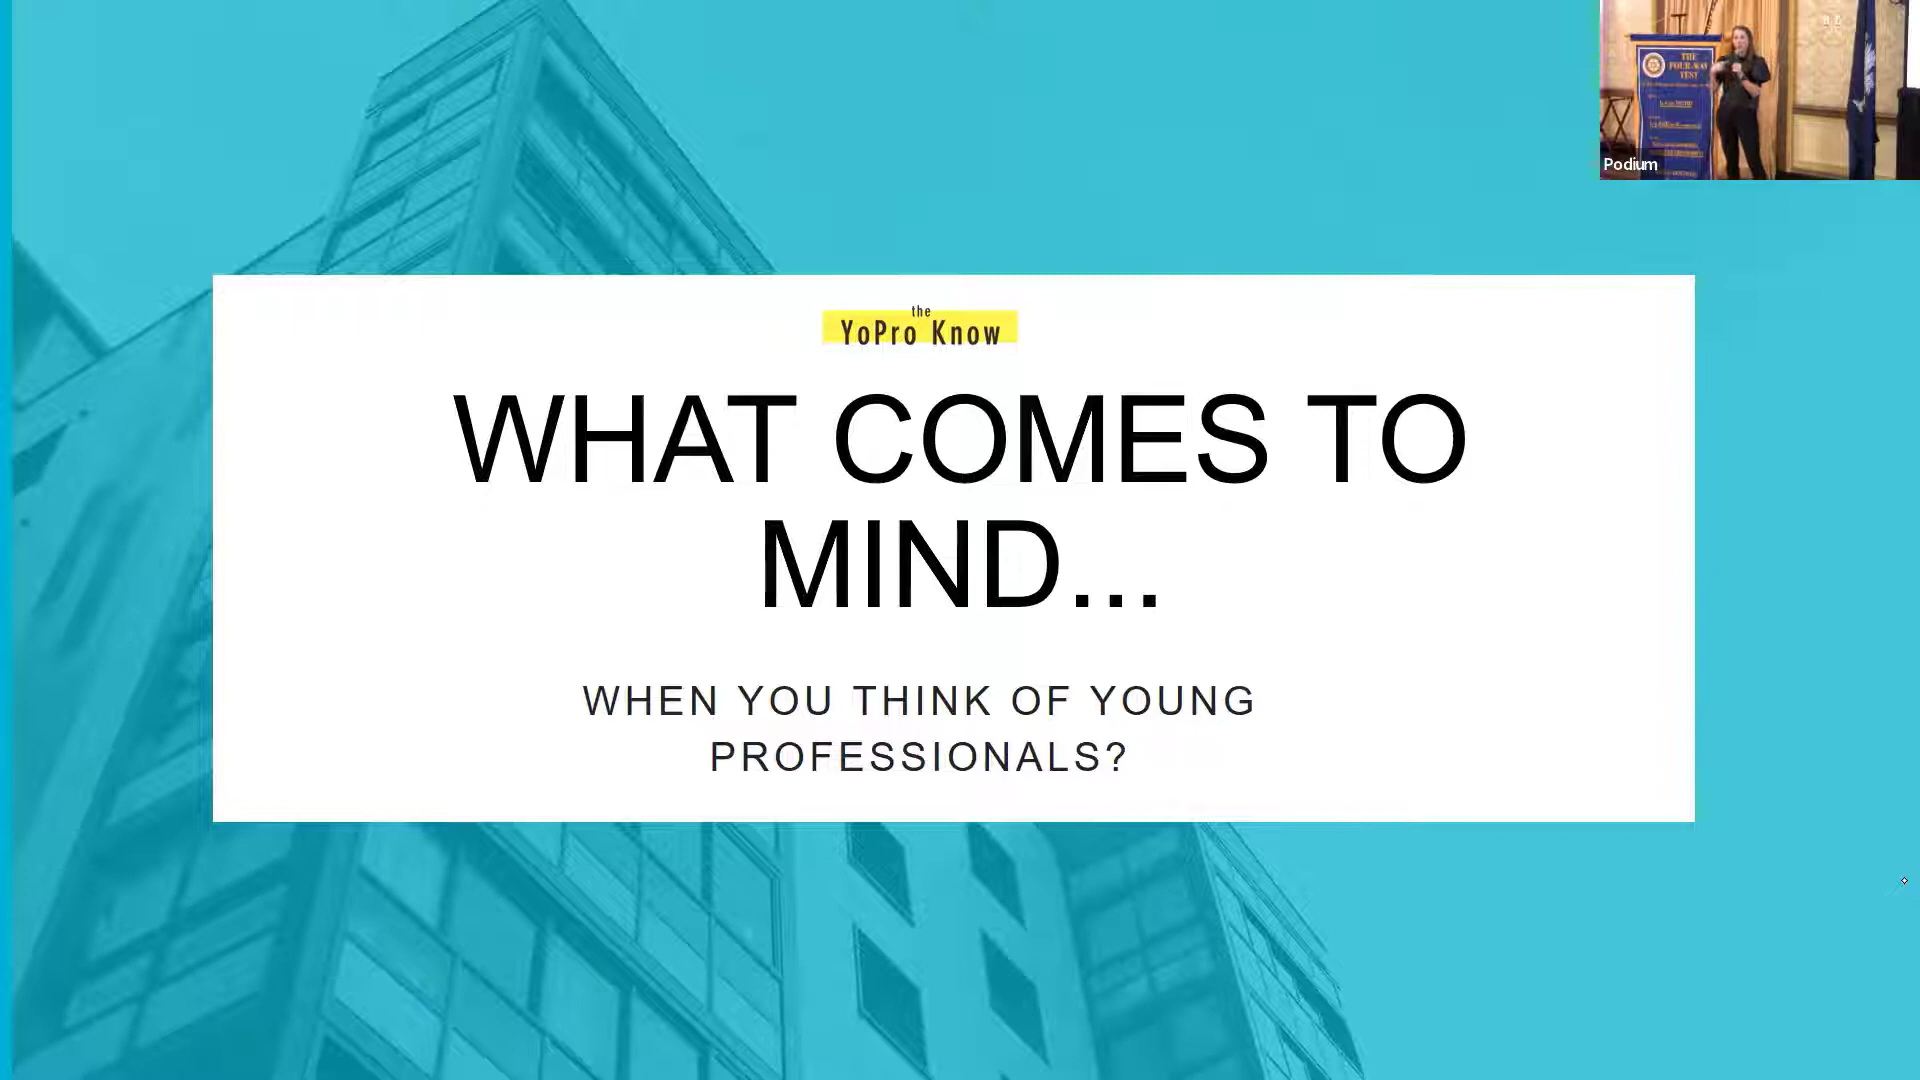 THE
FOUR-WAY
TEST
Podium
the
YoPro Know
WHAT COMES TO
MIND...
WHEN YOU THINK OF YOUNG
PROFESSIONALS?